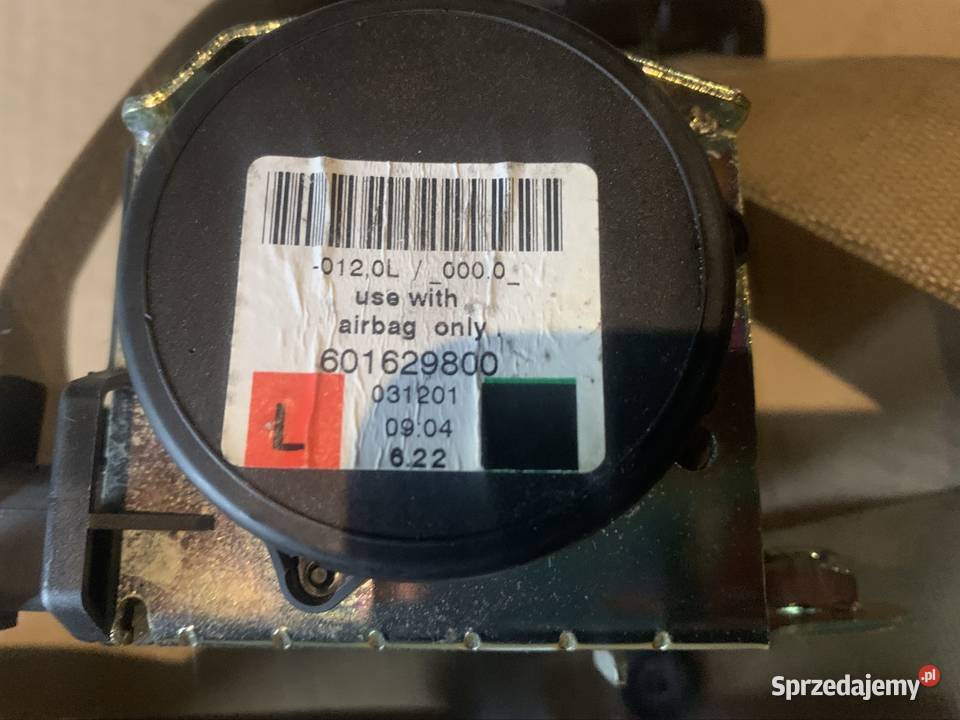 -012,0L / _000.0_
use with
airbag only
601629800
031201
09.04
6.22
L
Sprzedajemy.pl